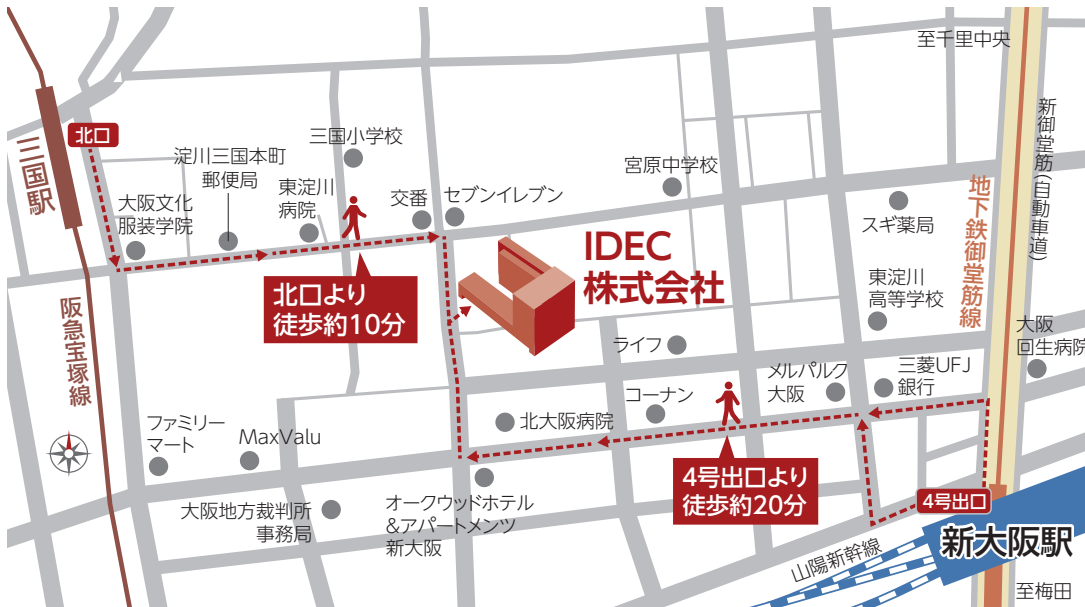 至千里中央
北口
三国駅
三国小学校
淀川三国本町
郵便局
東淀川
病院
大阪文化
服装学院
交番
セブンイレブン
宮原中学校
スギ薬局
地下鉄御堂筋線
新御堂筋(自動車道)
IDEC
株式会社
北口より
徒歩約10分
東淀川
高等学校
阪急宝塚線
大阪
回生病院
ライフ
メルパルク
大阪
三菱UFJ
銀行
コーナン
北大阪病院
ファミリー
マート
MaxValu
4号出口より
徒歩約20分
4号出口
大阪地方裁判所
事務局
オークウッドホテル
&アパートメンツ
新大阪
新大阪駅
山陽新幹線
至梅田